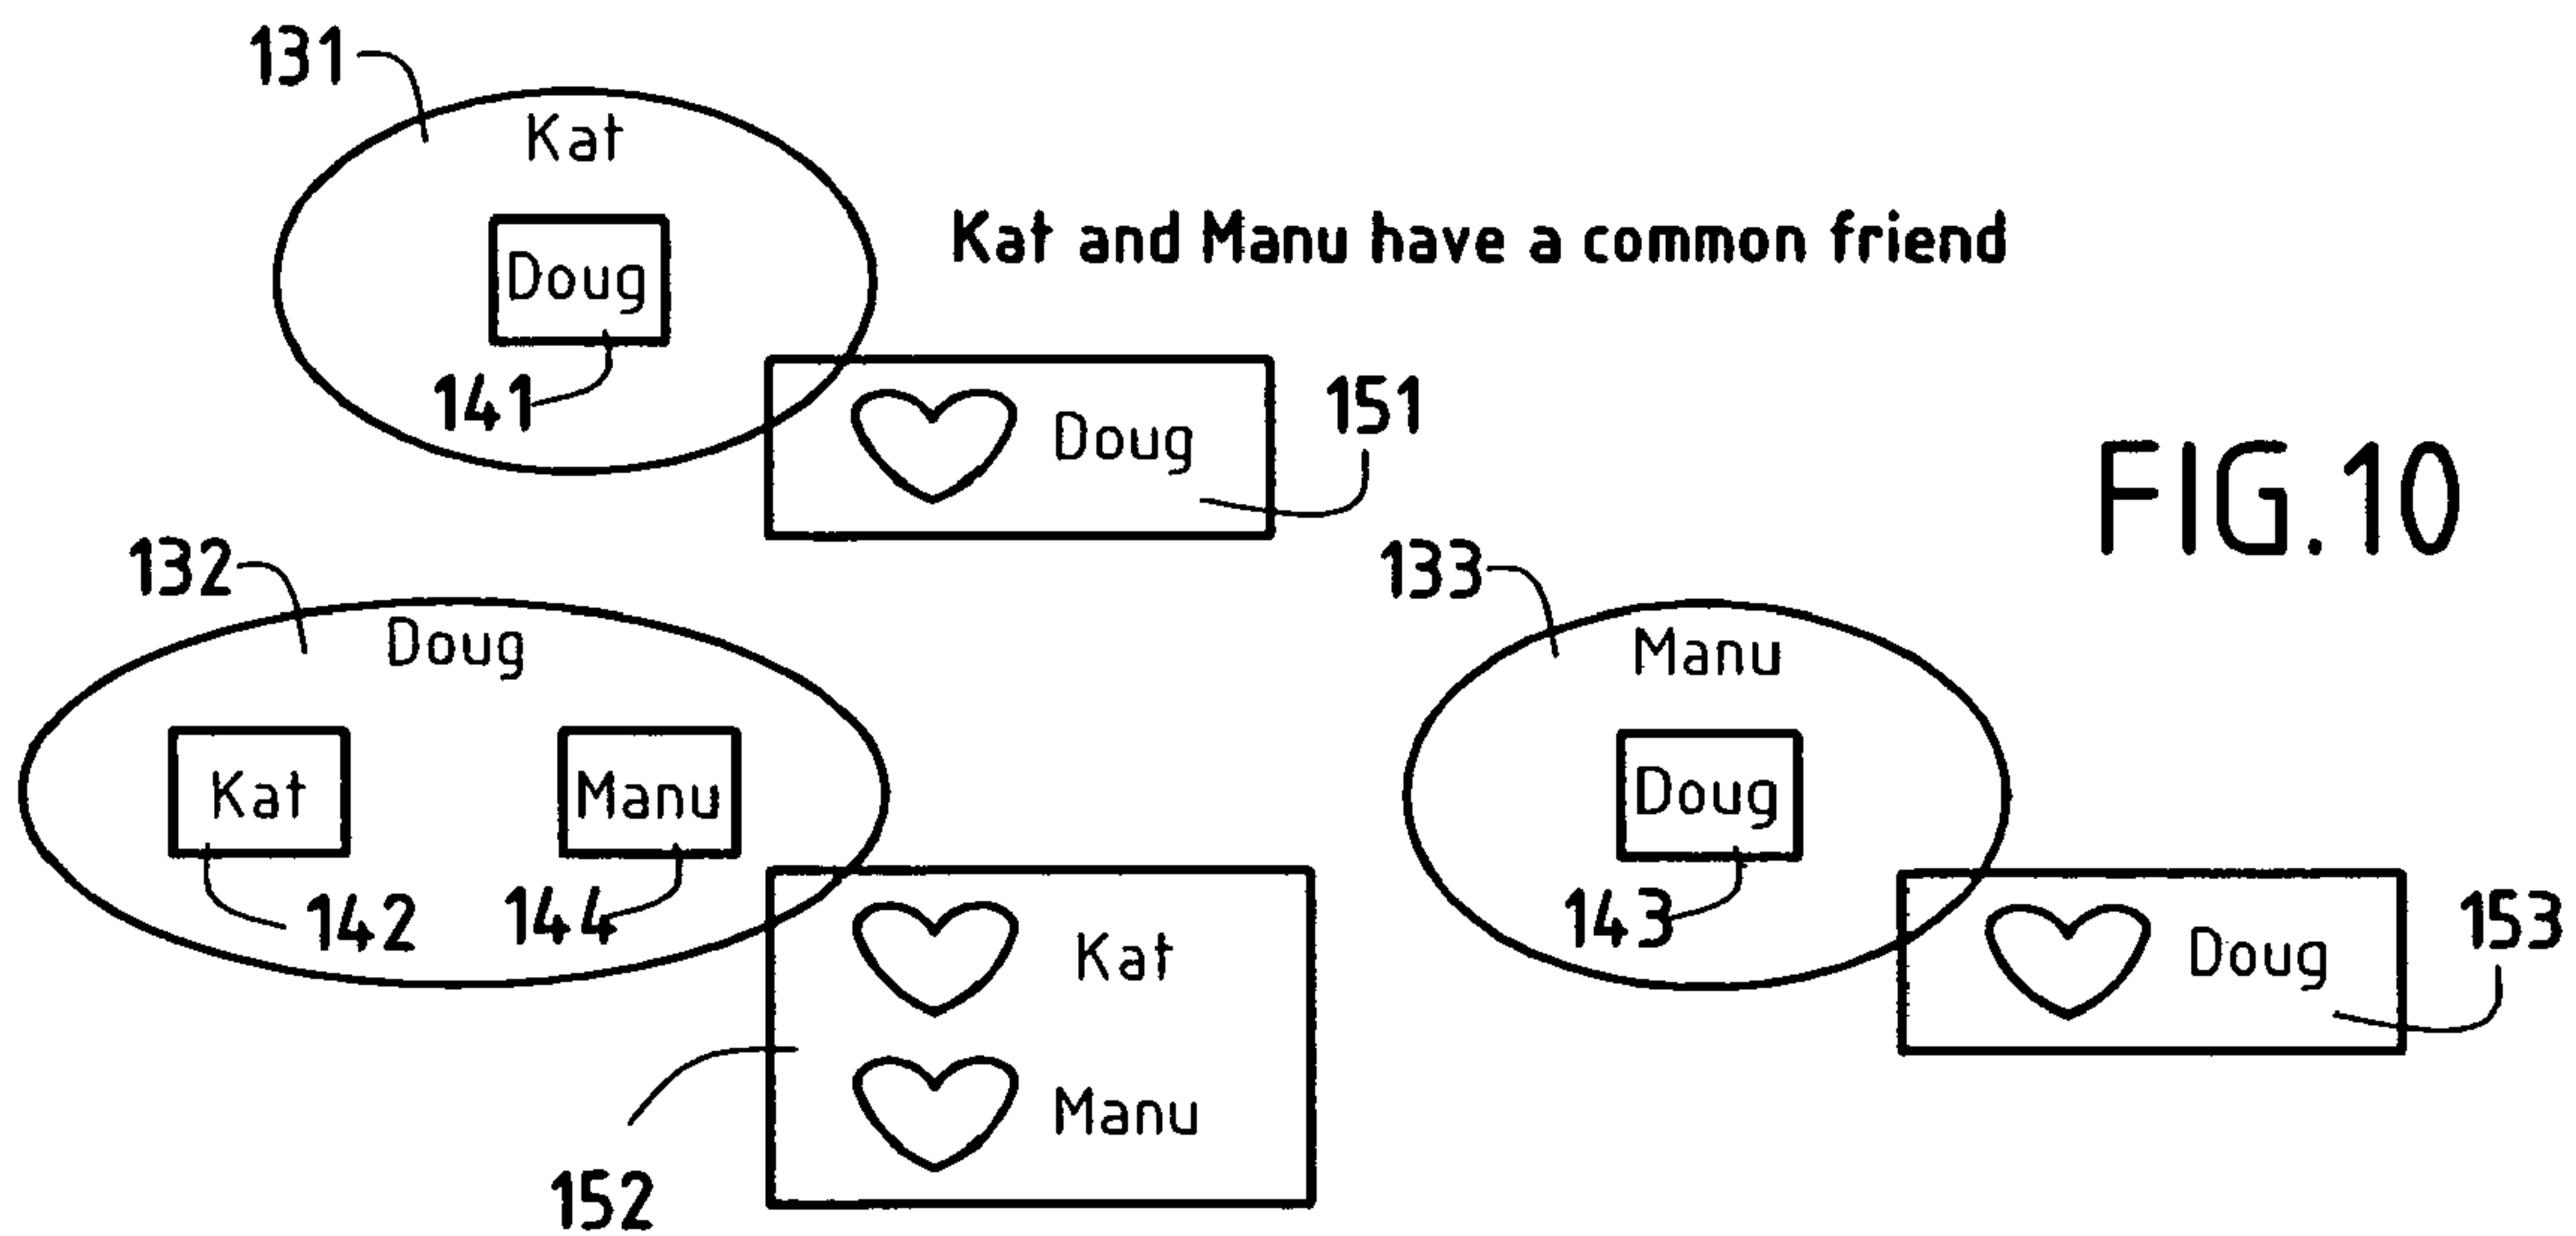 131
Kat
Doug
141
Kat and Manu have a common friend
Doug
151
FIG.10
132
Doug
Kat
Manu
142
144
Kat
Manu
152
133
Manu
Doug
143
Doug
153